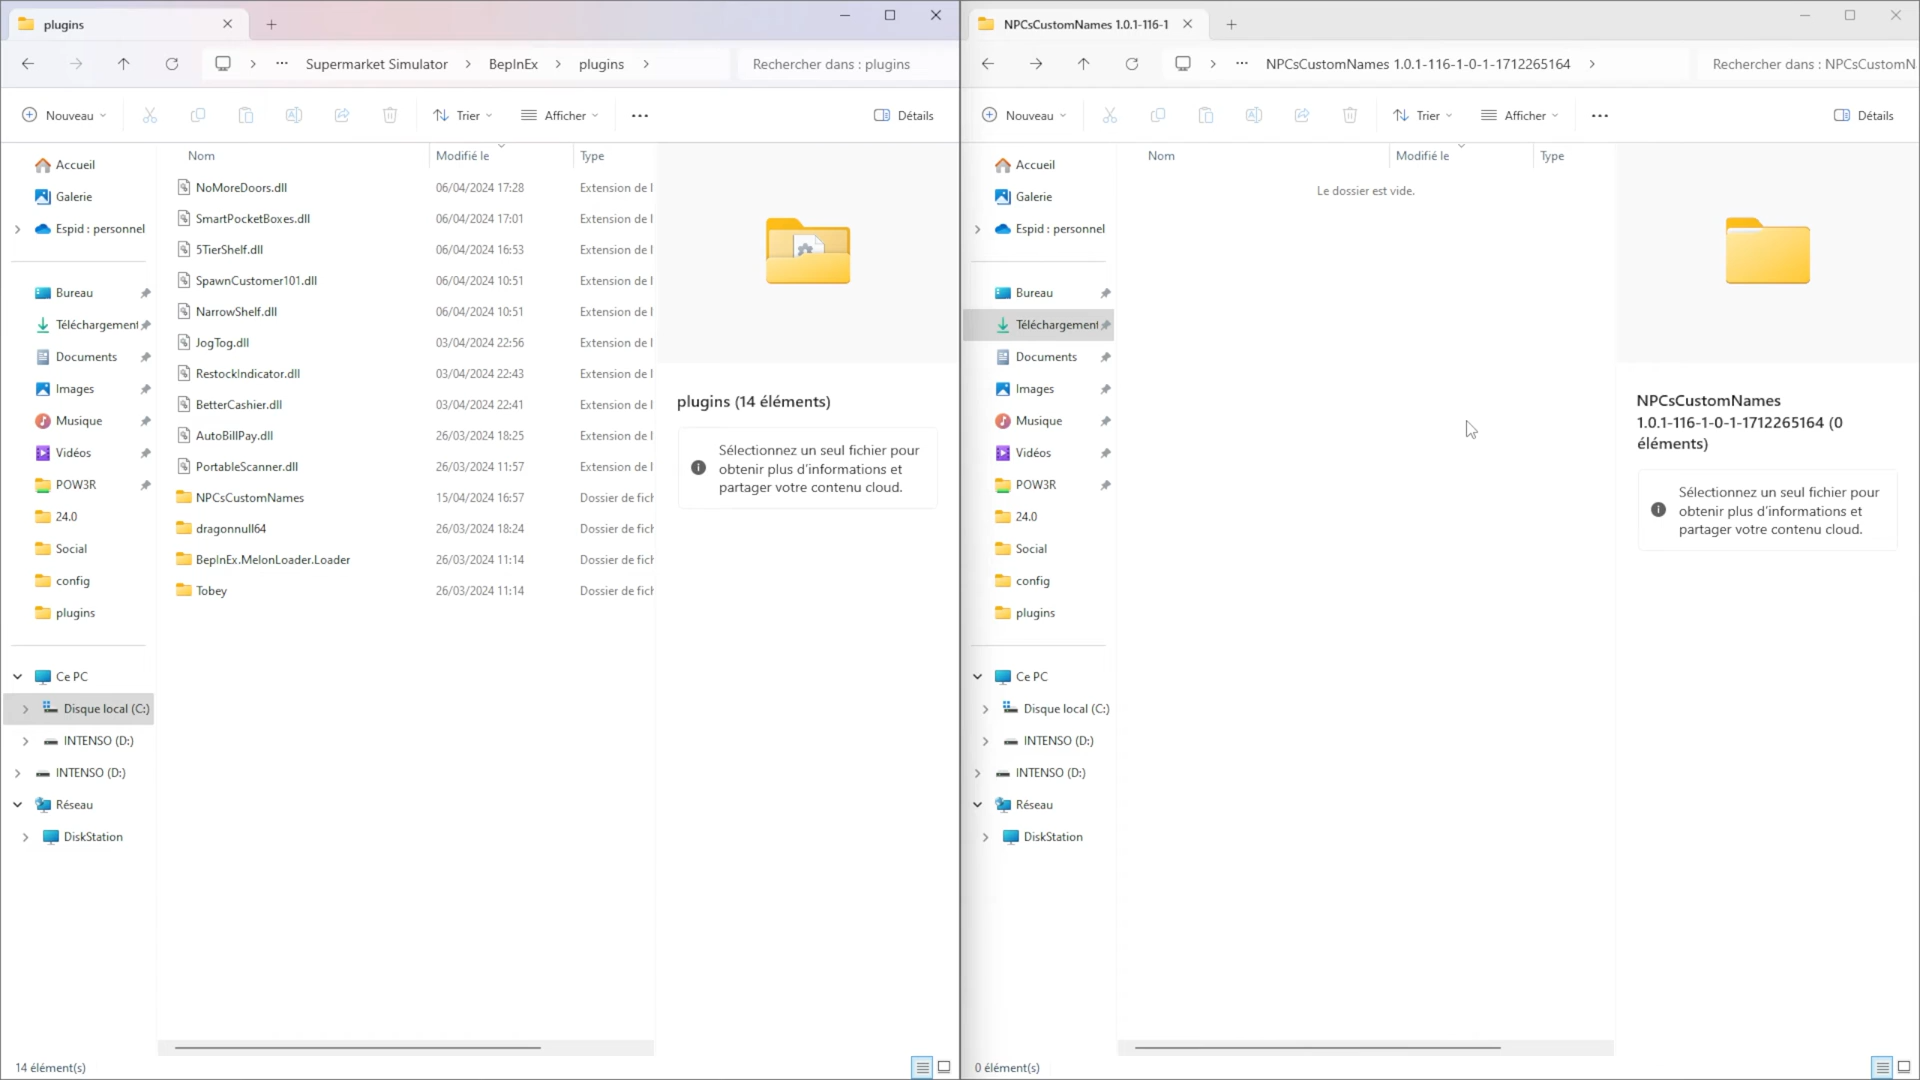 plugins
Supermarket Simulator
BepInEx
plugins
Rechercher dans : plugins
Nouveau
Trier
Afficher
Détails
Accueil
Galerie
Espid : personnel
Bureau
Téléchargement
Documents
Images
Musique
Vidéos
POW3R
24.0
Social
config
plugins
Ce PC
Disque local (C:)
INTENSO (D:)
INTENSO (D:)
Réseau
DiskStation
Nom Modifié le Type
NoMoreDoors.dll 06/04/2024 17:28 Extension de l
SmartPocketBoxes.dll 06/04/2024 17:01 Extension de l
5TierShelf.dll 06/04/2024 16:53 Extension de l
SpawnCustomer101.dll 06/04/2024 10:51 Extension de l
NarrowShelf.dll 06/04/2024 10:51 Extension de l
JogTog.dll 03/04/2024 22:56 Extension de l
RestockIndicator.dll 03/04/2024 22:43 Extension de l
BetterCashier.dll 03/04/2024 22:41 Extension de l
AutoBillPay.dll 26/03/2024 18:25 Extension de l
PortableScanner.dll 26/03/2024 11:57 Extension de l
NPCsCustomNames 15/04/2024 16:57 Dossier de fich
dragonnull64 26/03/2024 18:24 Dossier de fich
BepInEx.MelonLoader.Loader 26/03/2024 11:14 Dossier de fich
Tobey 26/03/2024 11:14 Dossier de fich
plugins (14 éléments)
Sélectionnez un seul fichier pour
obtenir plus d'informations et
partager votre contenu cloud.
14 élément(s)
NPCsCustomNames 1.0.1-116-1
NPCsCustomNames 1.0.1-116-1-0-1-1712265164
Rechercher dans : NPCsCustomN
Nouveau
Trier
Afficher
Détails
Accueil
Galerie
Espid : personnel
Bureau
Téléchargement
Documents
Images
Musique
Vidéos
POW3R
24.0
Social
config
plugins
Ce PC
Disque local (C:)
INTENSO (D:)
INTENSO (D:)
Réseau
DiskStation
Nom Modifié le Type
Le dossier est vide.
NPCsCustomNames
1.0.1-116-1-0-1-1712265164 (0
éléments)
Sélectionnez un seul fichier pour
obtenir plus d'informations et
partager votre contenu cloud.
0 élément(s)